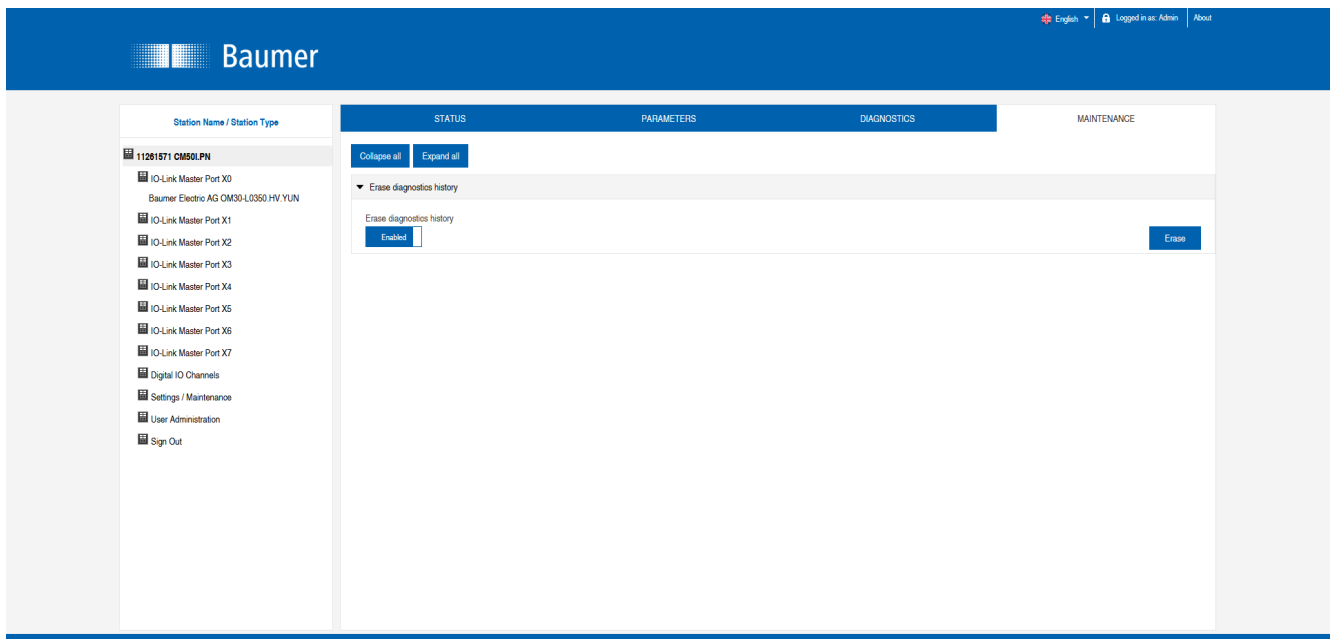 English
Logged in as: Admin
About
Baumer
Station Name / Station Type
11261571 CM50I.PN
IO-Link Master Port X0
Baumer Electric AG OM30-L0350.HV.YUN
IO-Link Master Port X1
IO-Link Master Port X2
IO-Link Master Port X3
IO-Link Master Port X4
IO-Link Master Port X5
IO-Link Master Port X6
IO-Link Master Port X7
Digital IO Channels
Settings / Maintenance
User Administration
Sign Out
STATUS
PARAMETERS
DIAGNOSTICS
MAINTENANCE
Collapse all
Expand all
Erase diagnostics history
Erase diagnostics history
Enabled
Erase